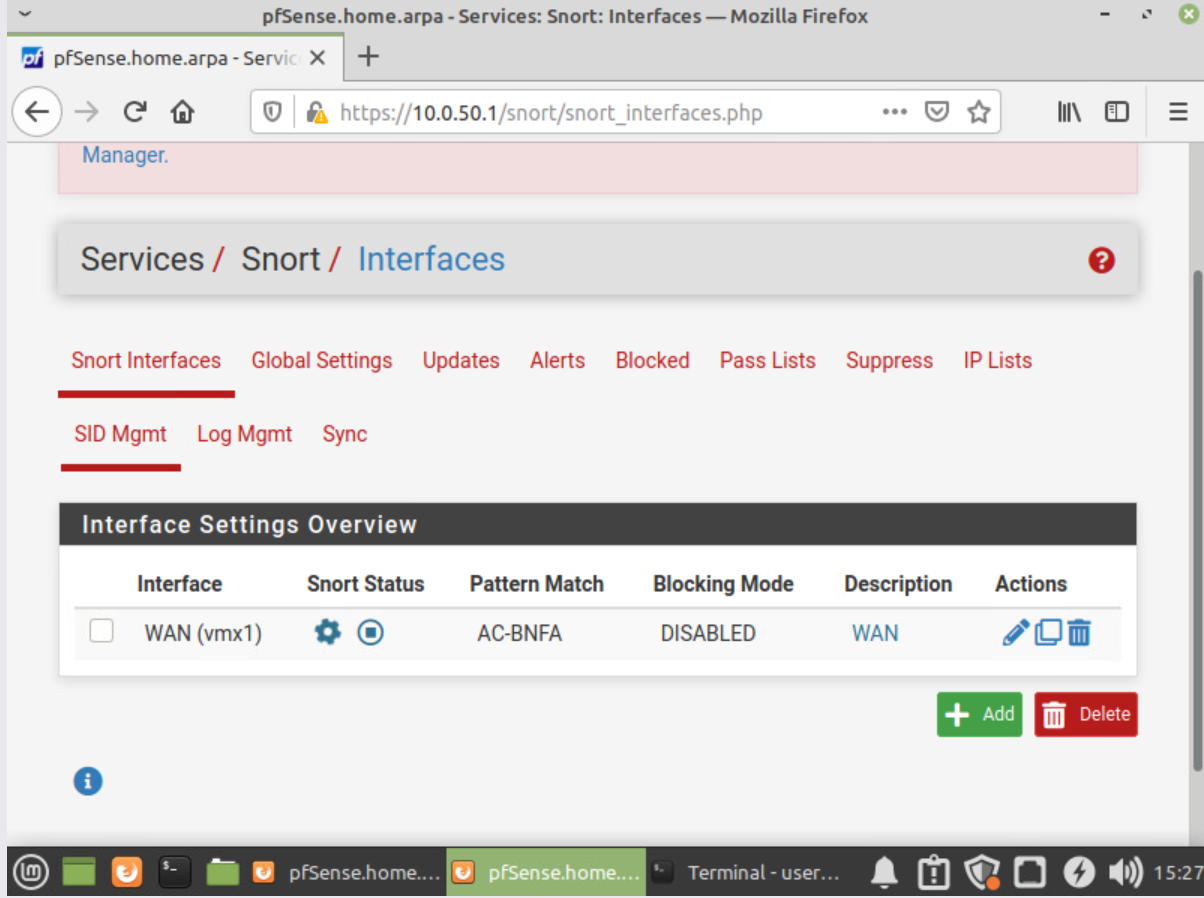 pfSense.home.arpa - Services: Snort: Interfaces — Mozilla Firefox
pf pfSense.home.arpa - Servic
https://10.0.50.1/snort/snort_interfaces.php
Manager.
Services / Snort / Interfaces
Snort Interfaces Global Settings Updates Alerts Blocked Pass Lists Suppress IP Lists
SID Mgmt Log Mgmt Sync
Interface Settings Overview
Interface Snort Status Pattern Match Blocking Mode Description Actions
WAN (vmx1) AC-BNFA DISABLED WAN
Add Delete
pfSense.home.... pfSense.home.... Terminal - user... 15:27